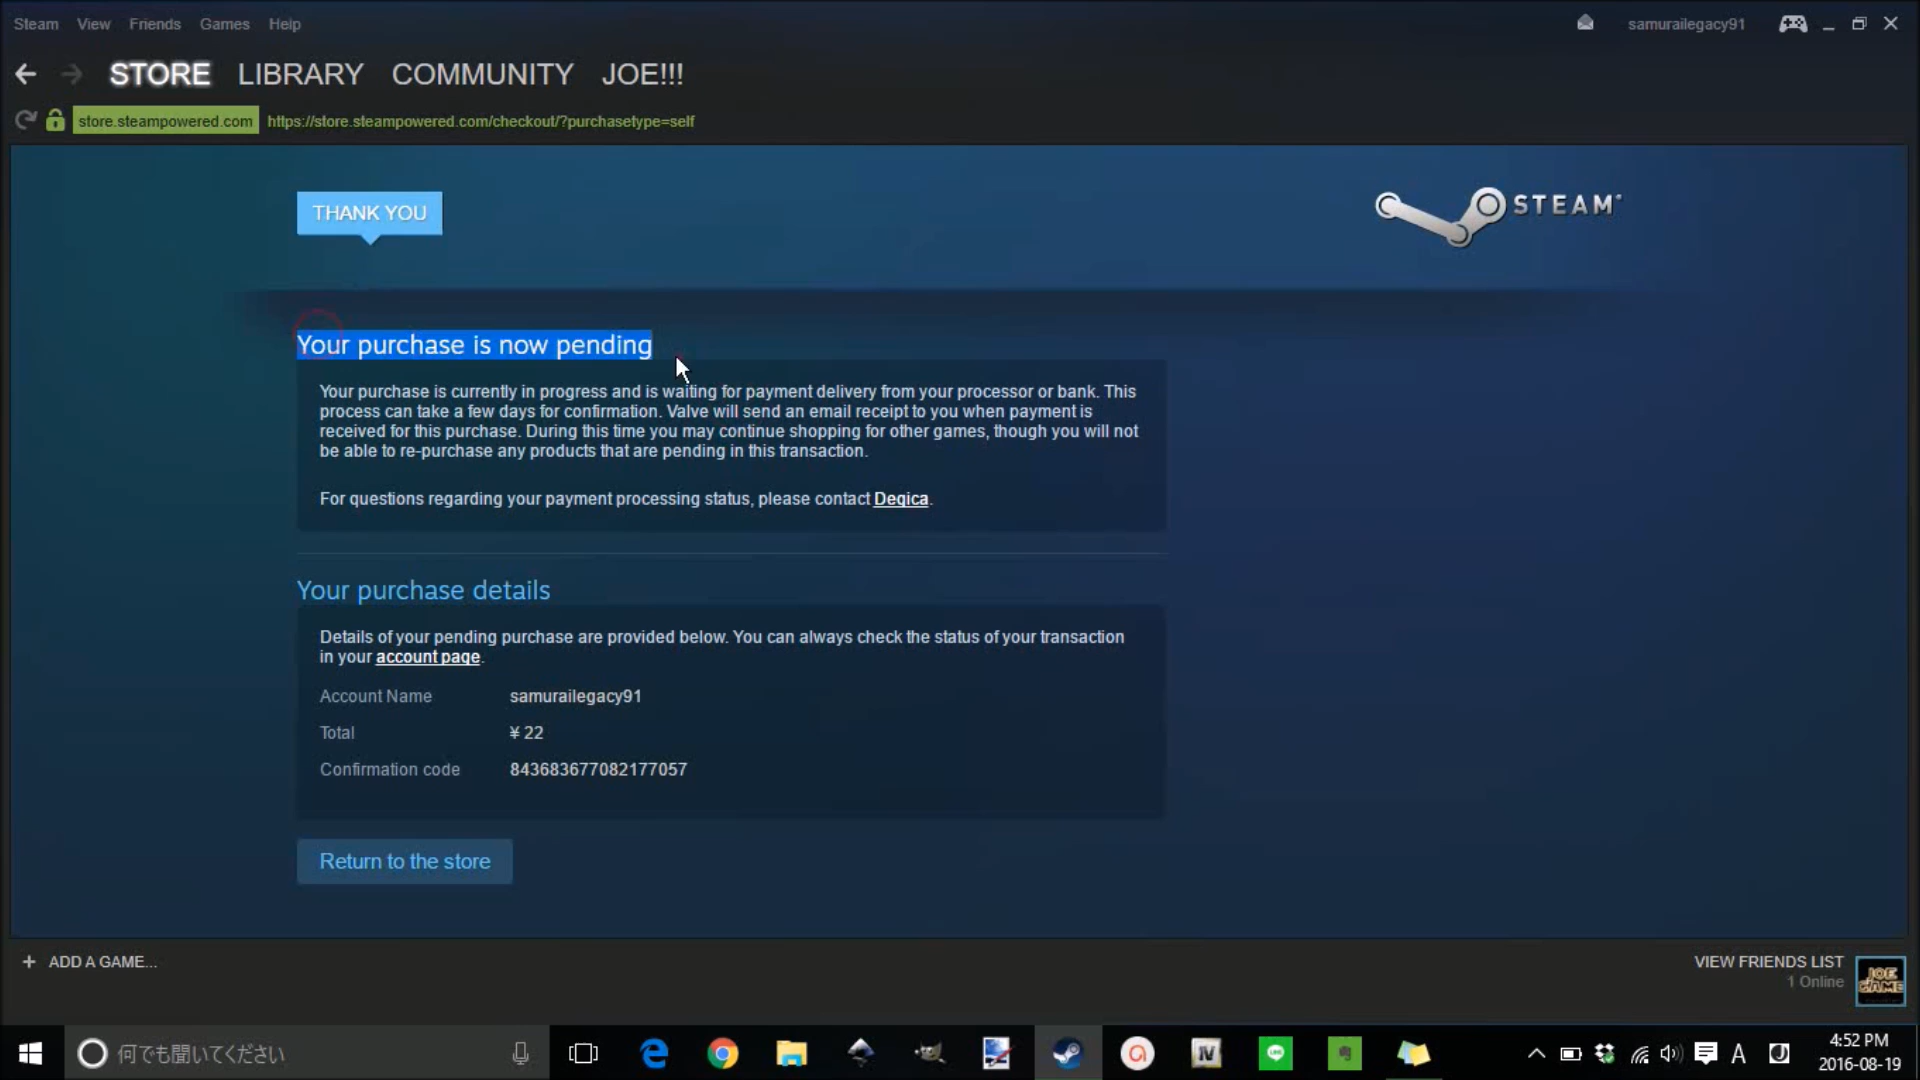 Steam View Friends Games Help
samurailegacy91
STORE LIBRARY COMMUNITY JOE!!!
store.steampowered.com https://store.steampowered.com/checkout/?purchasetype=self
THANK YOU
STEAM
Your purchase is now pending
Your purchase is currently in progress and is waiting for payment delivery from your processor or bank. This
process can take a few days for confirmation. Valve will send an email receipt to you when payment is
received for this purchase. During this time you may continue shopping for other games, though you will not
be able to re-purchase any products that are pending in this transaction.
For questions regarding your payment processing status, please contact Degica.
Your purchase details
Details of your pending purchase are provided below. You can always check the status of your transaction
in your account page.
Account Name samurailegacy91
Total ¥ 22
Confirmation code 843683677082177057
Return to the store
+ ADD A GAME...
VIEW FRIENDS LIST
1 Online
JOE
GAME
何でも聞いてください
A
4:52 PM
2016-08-19